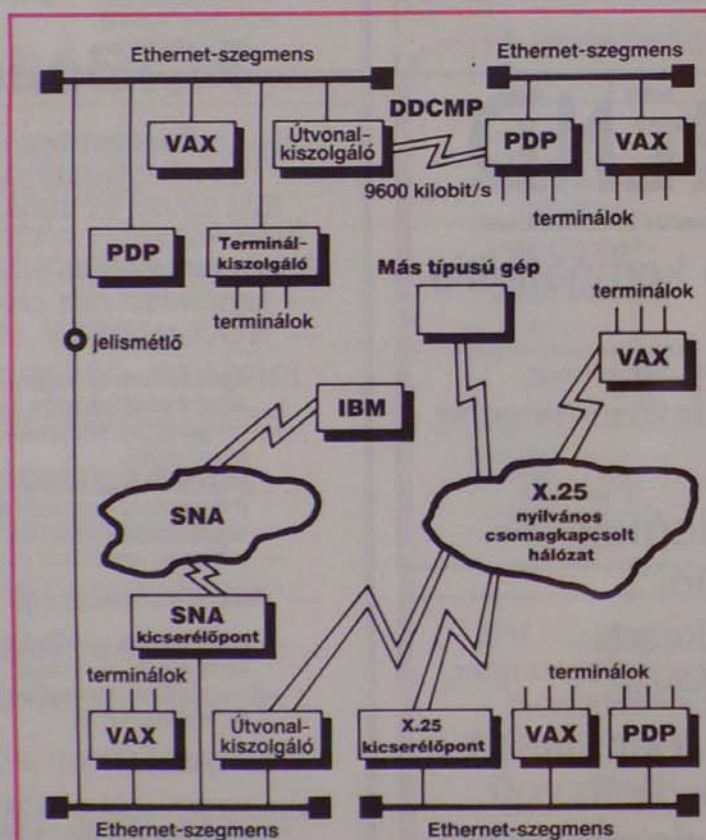 Ethernet-szegmens
Ethernet-szegmens
VAX
Útvonal-
kiszolgáló
DDCMP
9600 kilobit/s
PDP
VAX
terminálok
PDP
Terminál-
kiszolgáló
terminálok
Más típusú gép
terminálok
VAX
jelismétlő
IBM
SNA
X.25
nyilvános
csomagkapcsolt
hálózat
SNA
kicserélőpont
terminálok
VAX
Útvonal-
kiszolgáló
X.25
kicserélőpont
terminálok
VAX
PDP
Ethernet-szegmens
Ethernet-szegmens